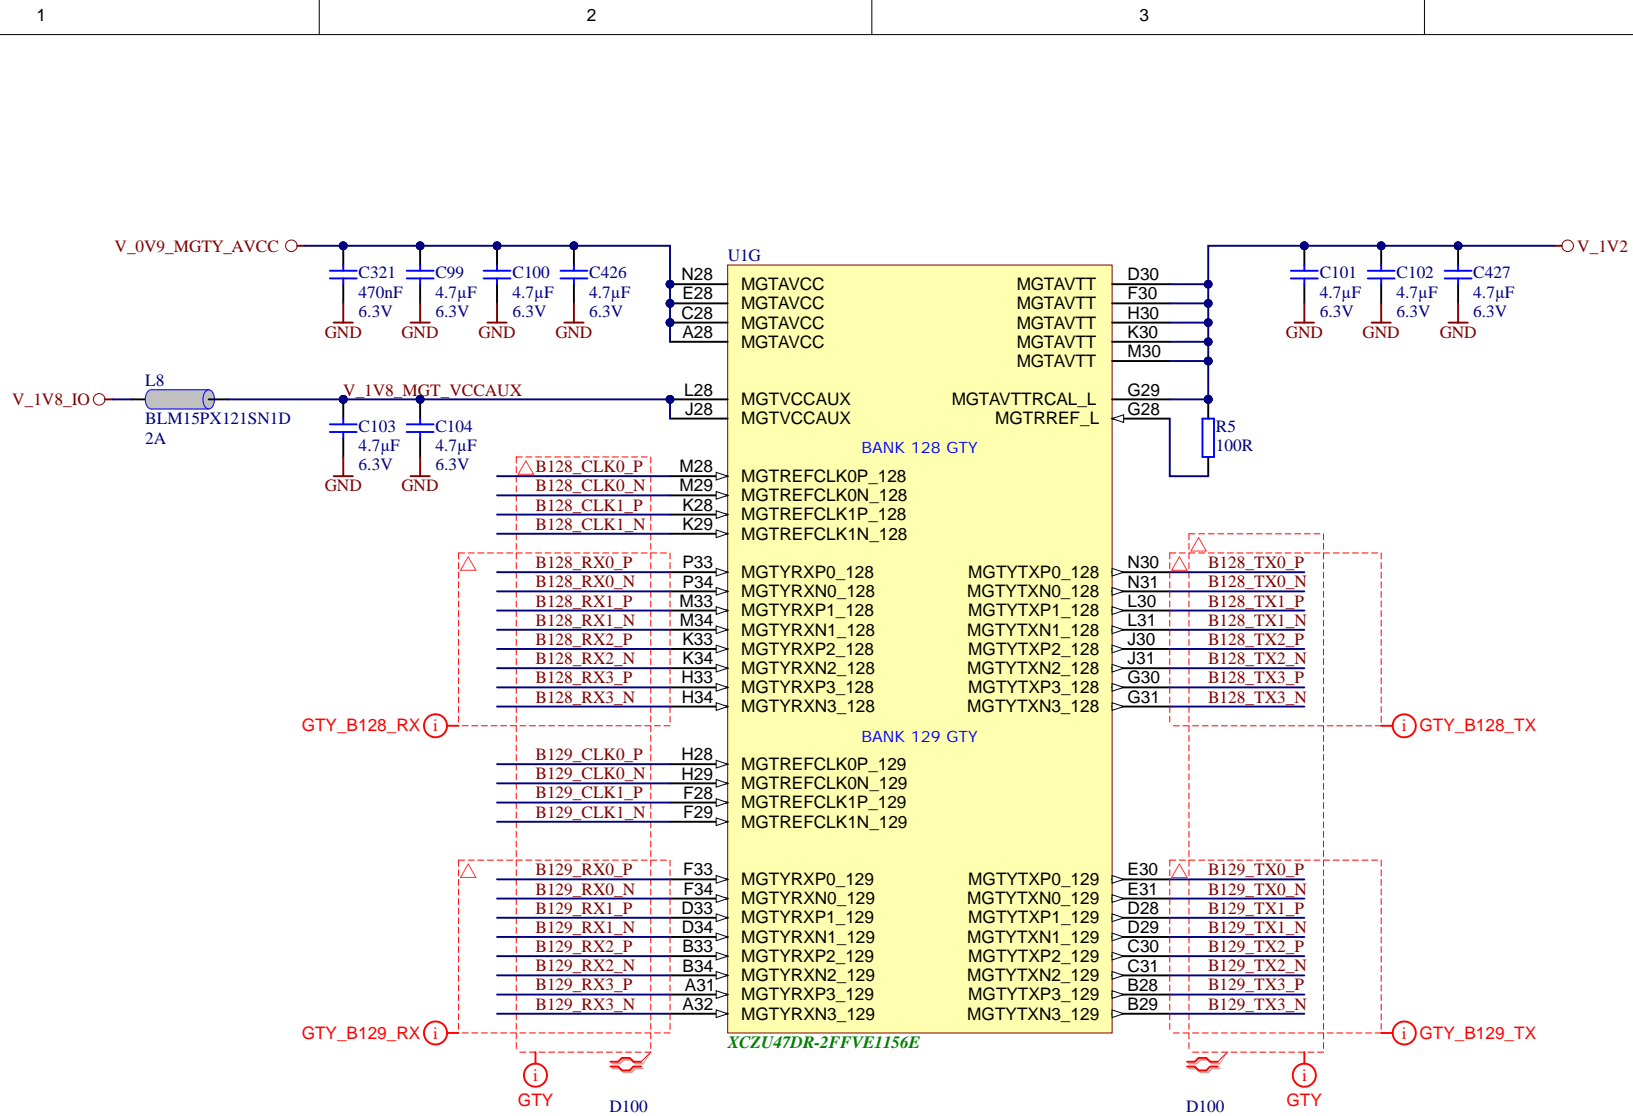 1 2 3
V_0V9_MGTY_AVCC
C321 470nF 6.3V GND
C99 4.7µF 6.3V GND
C100 4.7µF 6.3V GND
C426 4.7µF 6.3V GND
U1G
V_1V2
C101 4.7µF 6.3V GND
C102 4.7µF 6.3V GND
C427 4.7µF 6.3V GND
N28 MGTAVCC MGTAVTT D30
E28 MGTAVCC MGTAVTT F30
C28 MGTAVCC MGTAVTT H30
A28 MGTAVCC MGTAVTT K30
MGTAVTT M30
V_1V8_IO
L8
BLM15PX121SN1D
2A
V_1V8_MGT_VCCAUX
C103 4.7µF 6.3V GND
C104 4.7µF 6.3V GND
L28 MGTVCCAUX MGTAVTTRCAL_L G29
J28 MGTVCCAUX MGTRREF_L G28
R5
100R
BANK 128 GTY
B128_CLK0_P M28 MGTREFCLK0P_128
B128_CLK0_N M29 MGTREFCLK0N_128
B128_CLK1_P K28 MGTREFCLK1P_128
B128_CLK1_N K29 MGTREFCLK1N_128
B128_RX0_P P33 MGTYRXP0_128 MGTYTXP0_128 N30 B128_TX0_P
B128_RX0_N P34 MGTYRXN0_128 MGTYTXN0_128 N31 B128_TX0_N
B128_RX1_P M33 MGTYRXP1_128 MGTYTXP1_128 L30 B128_TX1_P
B128_RX1_N M34 MGTYRXN1_128 MGTYTXN1_128 L31 B128_TX1_N
B128_RX2_P K33 MGTYRXP2_128 MGTYTXP2_128 J30 B128_TX2_P
B128_RX2_N K34 MGTYRXN2_128 MGTYTXN2_128 J31 B128_TX2_N
B128_RX3_P H33 MGTYRXP3_128 MGTYTXP3_128 G30 B128_TX3_P
B128_RX3_N H34 MGTYRXN3_128 MGTYTXN3_128 G31 B128_TX3_N
GTY_B128_RX i i GTY_B128_TX
BANK 129 GTY
B129_CLK0_P H28 MGTREFCLK0P_129
B129_CLK0_N H29 MGTREFCLK0N_129
B129_CLK1_P F28 MGTREFCLK1P_129
B129_CLK1_N F29 MGTREFCLK1N_129
B129_RX0_P F33 MGTYRXP0_129 MGTYTXP0_129 E30 B129_TX0_P
B129_RX0_N F34 MGTYRXN0_129 MGTYTXN0_129 E31 B129_TX0_N
B129_RX1_P D33 MGTYRXP1_129 MGTYTXP1_129 D28 B129_TX1_P
B129_RX1_N D34 MGTYRXN1_129 MGTYTXN1_129 D29 B129_TX1_N
B129_RX2_P B33 MGTYRXP2_129 MGTYTXP2_129 C30 B129_TX2_P
B129_RX2_N B34 MGTYRXN2_129 MGTYTXN2_129 C31 B129_TX2_N
B129_RX3_P A31 MGTYRXP3_129 MGTYTXP3_129 B28 B129_TX3_P
B129_RX3_N A32 MGTYRXN3_129 MGTYTXN3_129 B29 B129_TX3_N
GTY_B129_RX i i GTY_B129_TX
XCZU47DR-2FFVE1156E
i i
GTY D100 D100 GTY